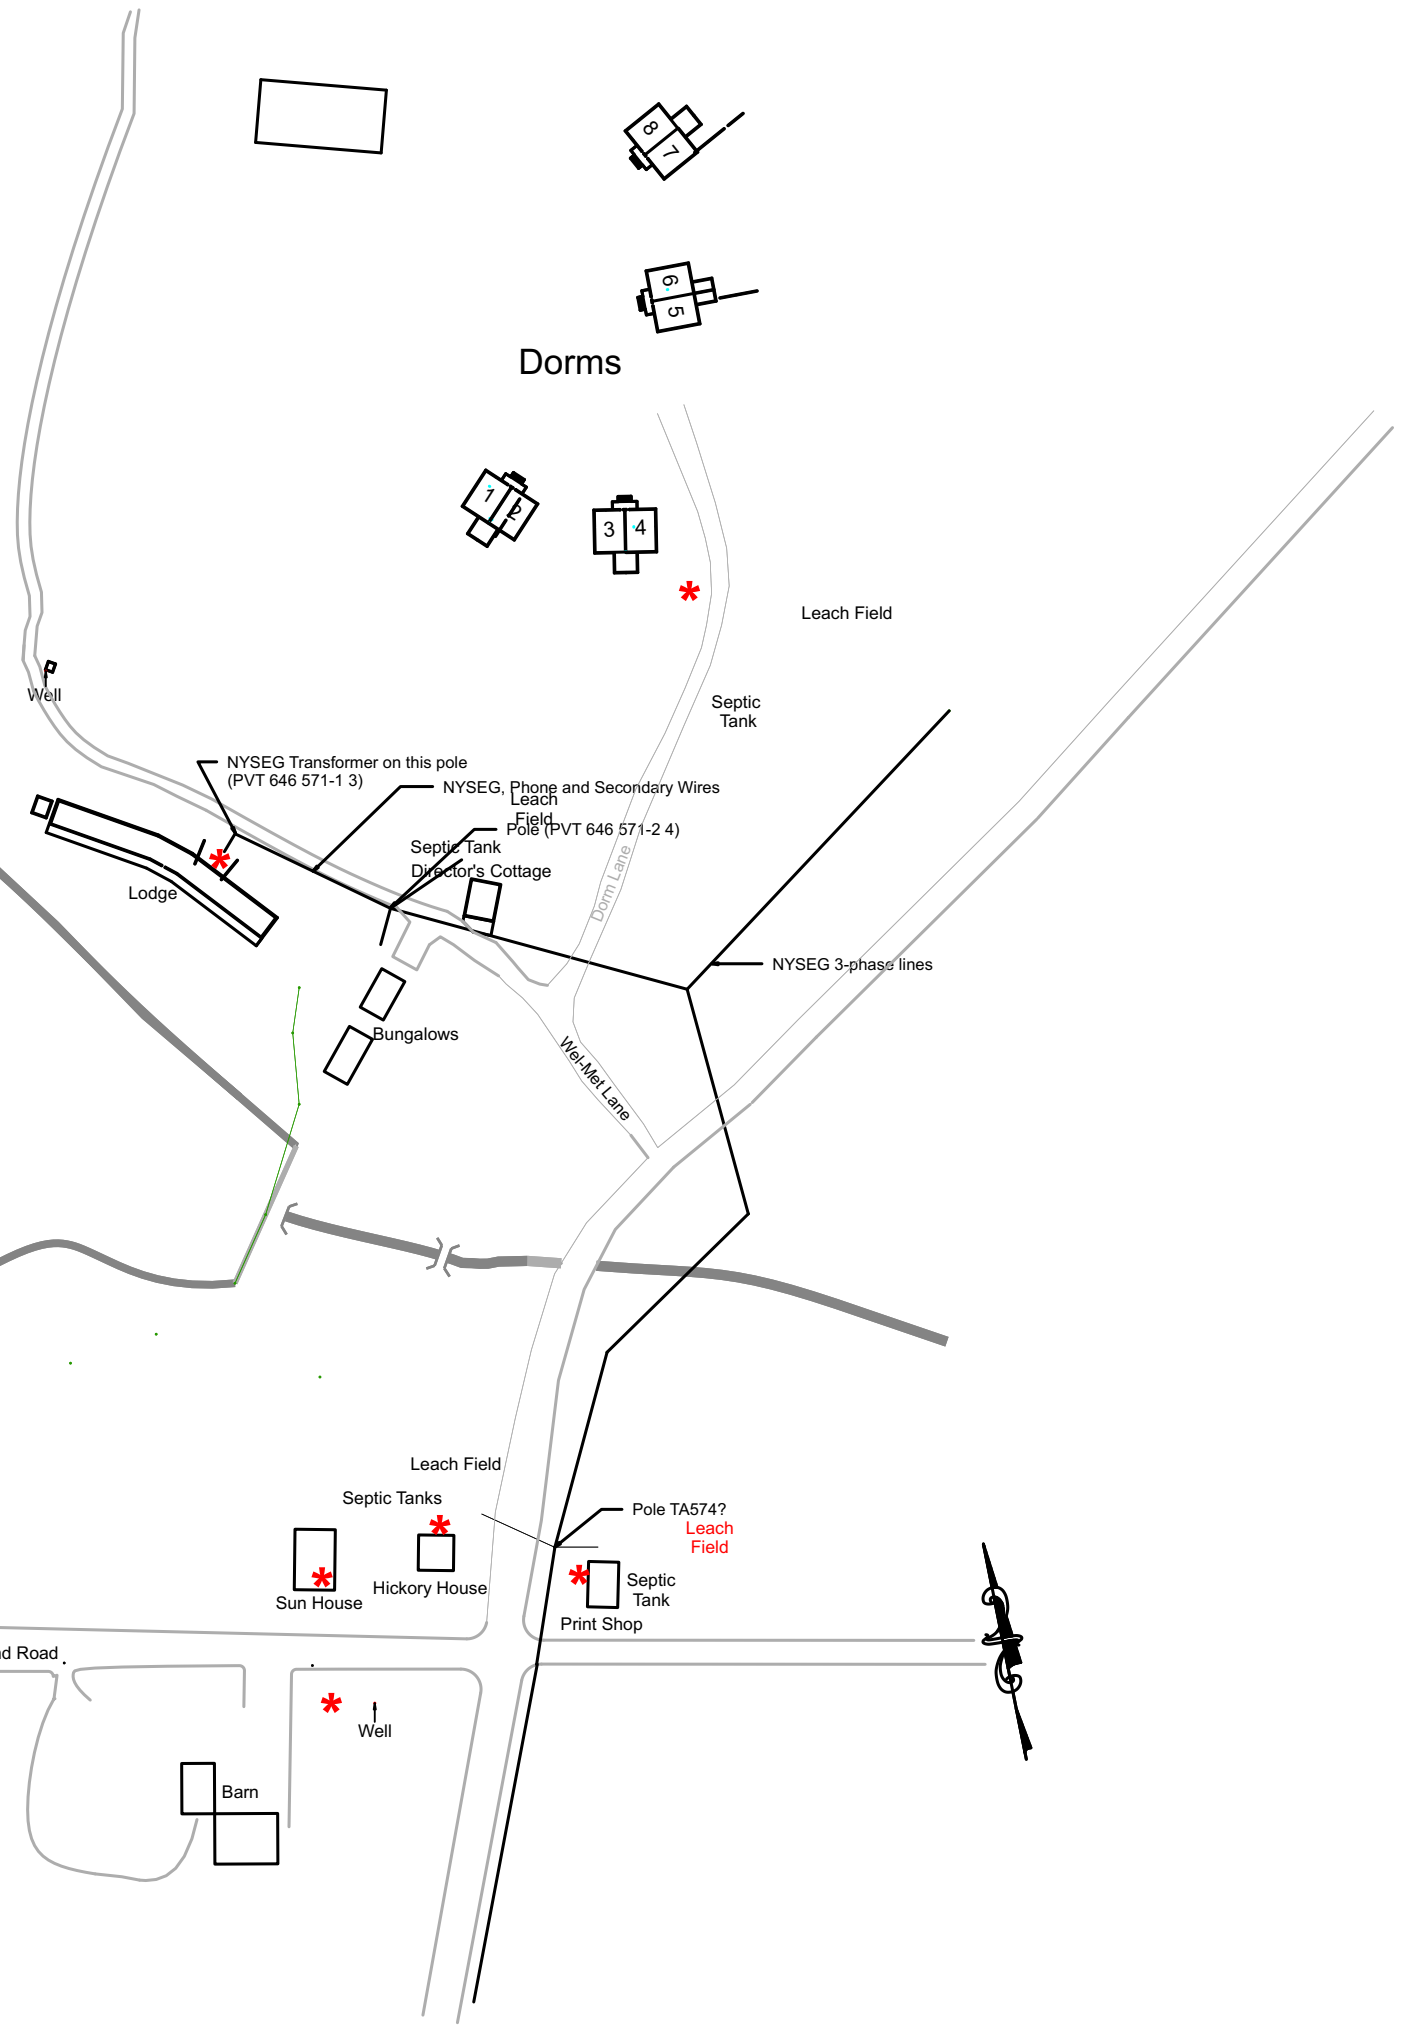 8
7
6
5
Dorms
1
2
3
4
Leach Field
Well
Septic
Tank
NYSEG Transformer on this pole
(PVT 646 571-1 3)
NYSEG, Phone and Secondary Wires
Leach
Field
Pole (PVT 646 571-2 4)
Septic Tank
Director's Cottage
Lodge
Dorm Lane
NYSEG 3-phase lines
Bungalows
Wel-Met Lane
Leach Field
Septic Tanks
Pole TA574?
Leach
Field
Sun House
Hickory House
Septic
Tank
Print Shop
d Road
Well
Barn